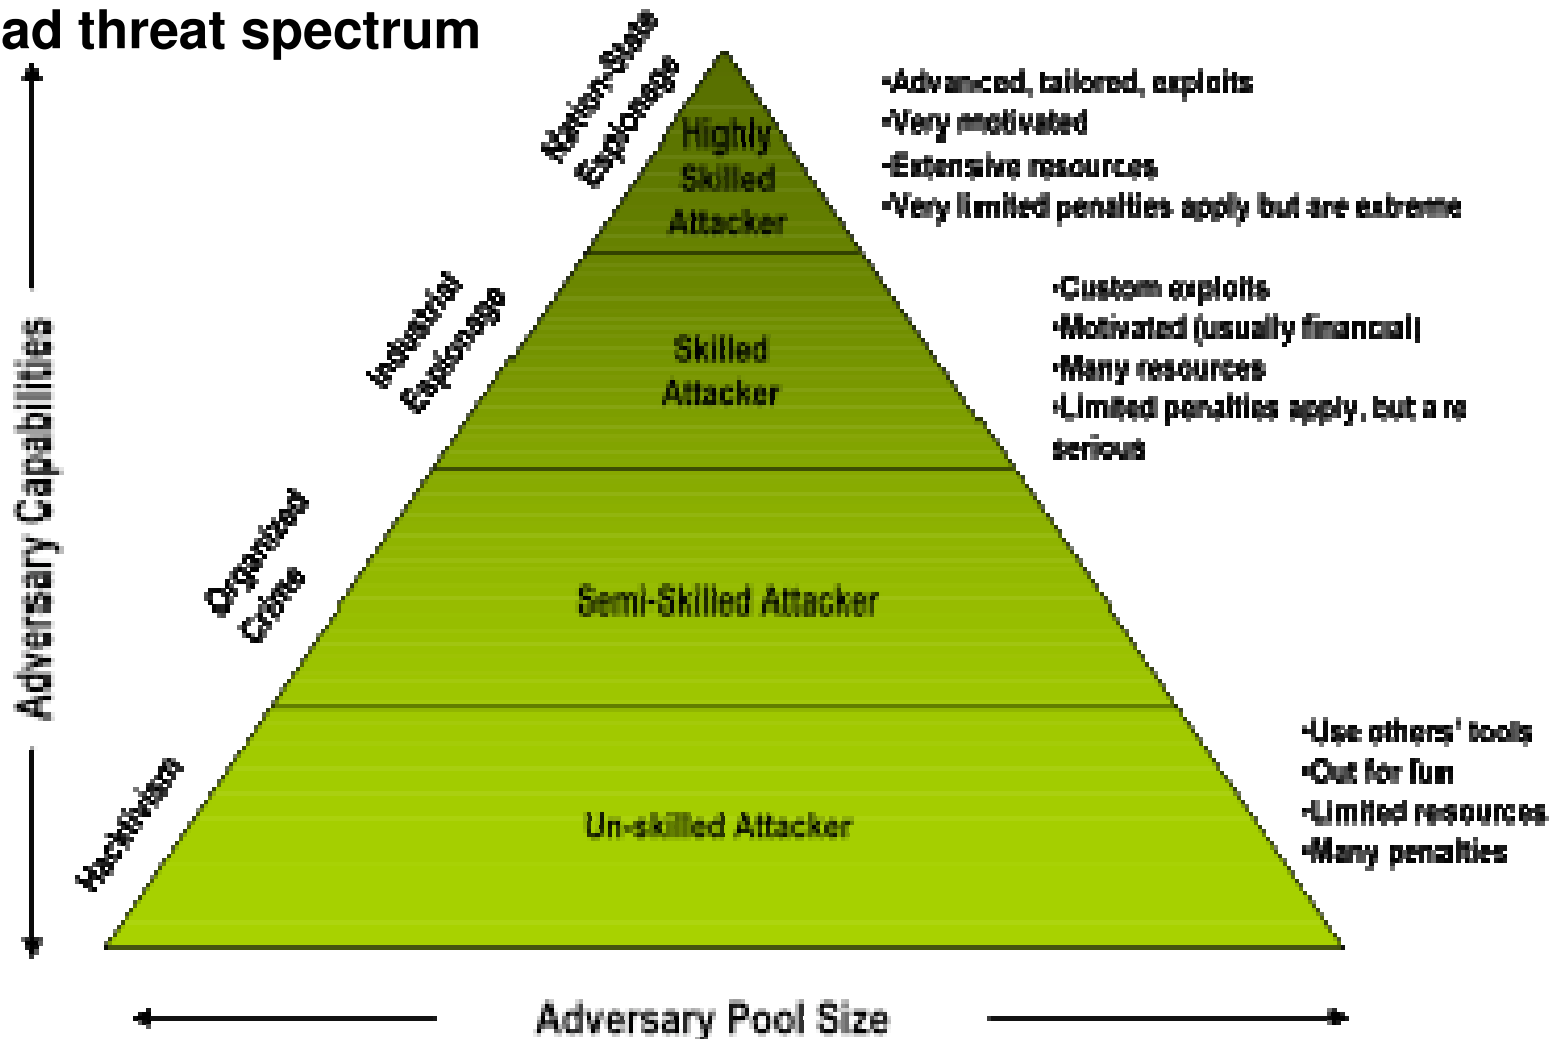 ad threat spectrum
Nation-State
Espionage
Highly
Skilled
Attacker
•Advanced, tailored, exploits
•Very motivated
•Extensive resources
•Very limited penalties apply but are extreme
Industrial
Espionage
Skilled
Attacker
•Custom exploits
•Motivated (usually financial)
•Many resources
•Limited penalties apply, but are
serious
Adversary Capabilities
Organized
Crime
Semi-Skilled Attacker
Hacktivism
Un-skilled Attacker
•Use others' tools
•Out for fun
•Limited resources
•Many penalties
Adversary Pool Size